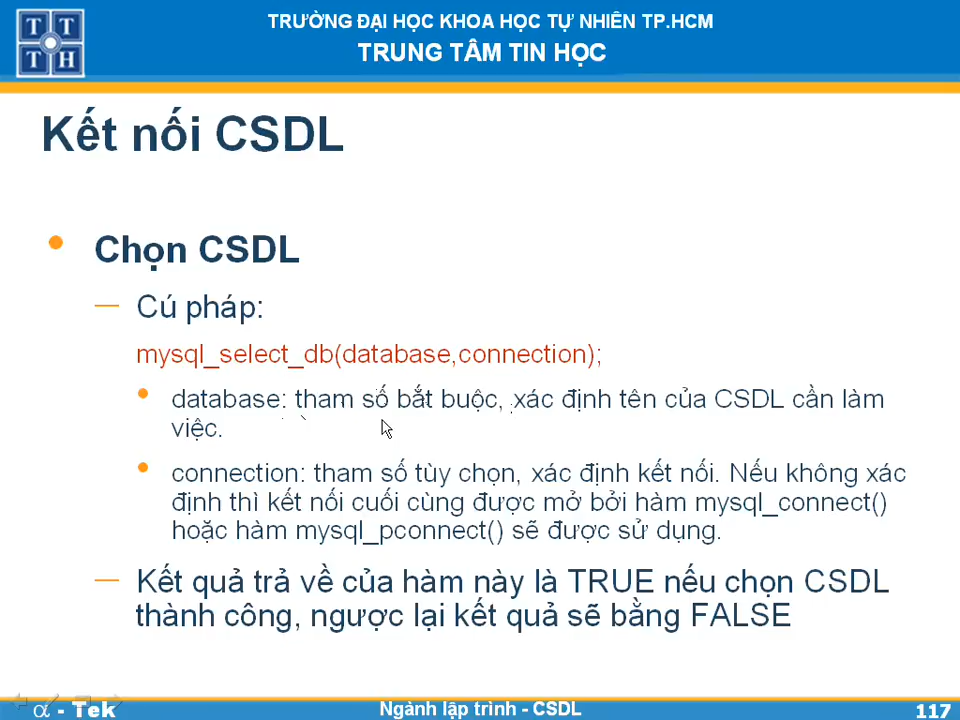 TRƯỜNG ĐẠI HỌC KHOA HỌC TỰ NHIÊN TP.HCM
TRUNG TÂM TIN HỌC
T T
T H
Kết nối CSDL
• Chọn CSDL
— Cú pháp:
mysql_select_db(database,connection);
• database: tham số bắt buộc, xác định tên của CSDL cần làm
việc.
• connection: tham số tùy chọn, xác định kết nối. Nếu không xác
định thì kết nối cuối cùng được mở bởi hàm mysql_connect()
hoặc hàm mysql_pconnect() sẽ được sử dụng.
— Kết quả trả về của hàm này là TRUE nếu chọn CSDL
thành công, ngược lại kết quả sẽ bằng FALSE
α - Tek
Ngành lập trình - CSDL
117